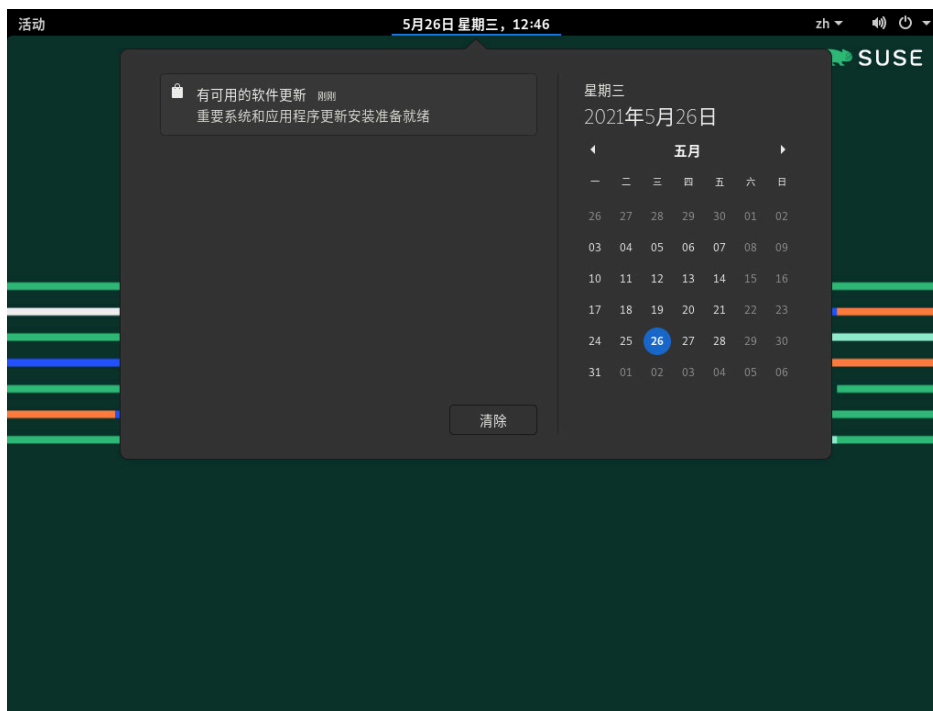 活动
5月26日 星期三，12∶46
zh
SUSE
有可用的软件更新 刚刚
重要系统和应用程序更新安装准备就绪
清除
星期三
2021年5月26日
五月
一 二 三 四 五 六 日
26 27 28 29 30 01 02
03 04 05 06 07 08 09
10 11 12 13 14 15 16
17 18 19 20 21 22 23
24 25 26 27 28 29 30
31 01 02 03 04 05 06